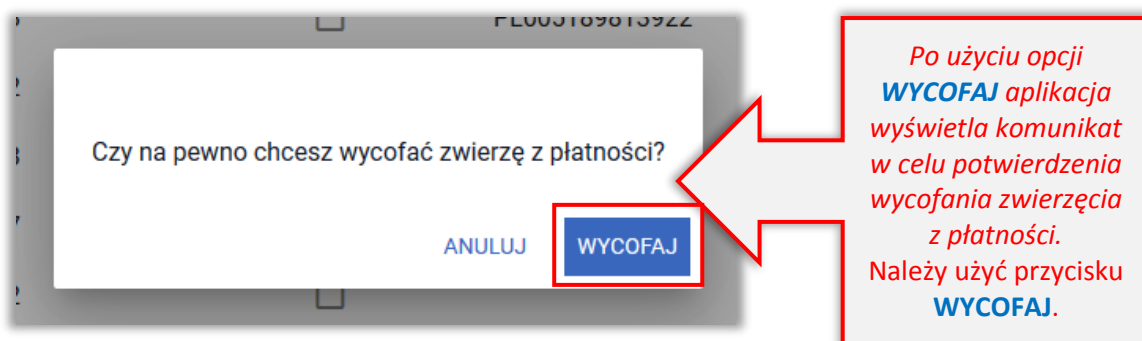 Czy na pewno chcesz wycofać zwierzę z płatności?
ANULUJ WYCOFAJ
Po użyciu opcji
WYCOFAJ aplikacja
wyświetla komunikat
w celu potwierdzenia
wycofania zwierzęcia
z płatności.
Należy użyć przycisku
WYCOFAJ.